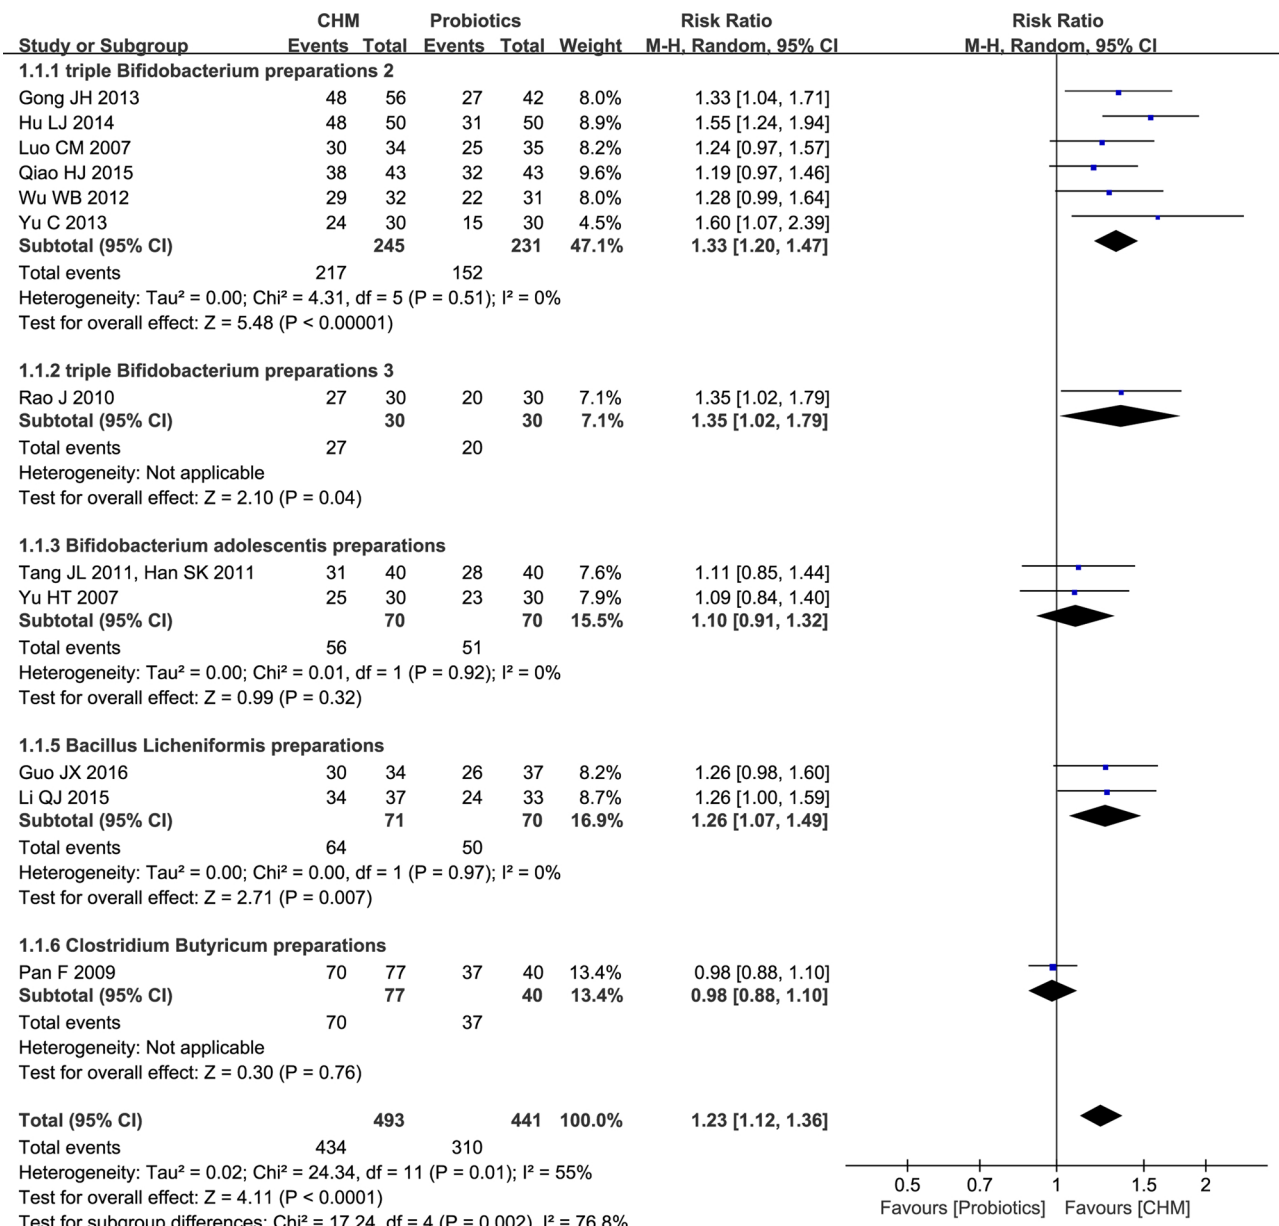 CHM Probiotics Risk Ratio Risk Ratio
Study or Subgroup Events Total Events Total Weight M-H, Random, 95% CI M-H, Random, 95% CI
1.1.1 triple Bifidobacterium preparations 2
Gong JH 2013 48 56 27 42 8.0% 1.33 [1.04, 1.71]
Hu LJ 2014 48 50 31 50 8.9% 1.55 [1.24, 1.94]
Luo CM 2007 30 34 25 35 8.2% 1.24 [0.97, 1.57]
Qiao HJ 2015 38 43 32 43 9.6% 1.19 [0.97, 1.46]
Wu WB 2012 29 32 22 31 8.0% 1.28 [0.99, 1.64]
Yu C 2013 24 30 15 30 4.5% 1.60 [1.07, 2.39]
Subtotal (95% CI) 245 231 47.1% 1.33 [1.20, 1.47]
Total events 217 152
Heterogeneity: Tau² = 0.00; Chi² = 4.31, df = 5 (P = 0.51); I² = 0%
Test for overall effect: Z = 5.48 (P < 0.00001)
1.1.2 triple Bifidobacterium preparations 3
Rao J 2010 27 30 20 30 7.1% 1.35 [1.02, 1.79]
Subtotal (95% CI) 30 30 7.1% 1.35 [1.02, 1.79]
Total events 27 20
Heterogeneity: Not applicable
Test for overall effect: Z = 2.10 (P = 0.04)
1.1.3 Bifidobacterium adolescentis preparations
Tang JL 2011, Han SK 2011 31 40 28 40 7.6% 1.11 [0.85, 1.44]
Yu HT 2007 25 30 23 30 7.9% 1.09 [0.84, 1.40]
Subtotal (95% CI) 70 70 15.5% 1.10 [0.91, 1.32]
Total events 56 51
Heterogeneity: Tau² = 0.00; Chi² = 0.01, df = 1 (P = 0.92); I² = 0%
Test for overall effect: Z = 0.99 (P = 0.32)
1.1.5 Bacillus Licheniformis preparations
Guo JX 2016 30 34 26 37 8.2% 1.26 [0.98, 1.60]
Li QJ 2015 34 37 24 33 8.7% 1.26 [1.00, 1.59]
Subtotal (95% CI) 71 70 16.9% 1.26 [1.07, 1.49]
Total events 64 50
Heterogeneity: Tau² = 0.00; Chi² = 0.00, df = 1 (P = 0.97); I² = 0%
Test for overall effect: Z = 2.71 (P = 0.007)
1.1.6 Clostridium Butyricum preparations
Pan F 2009 70 77 37 40 13.4% 0.98 [0.88, 1.10]
Subtotal (95% CI) 77 40 13.4% 0.98 [0.88, 1.10]
Total events 70 37
Heterogeneity: Not applicable
Test for overall effect: Z = 0.30 (P = 0.76)
Total (95% CI) 493 441 100.0% 1.23 [1.12, 1.36]
Total events 434 310
Heterogeneity: Tau² = 0.02; Chi² = 24.34, df = 11 (P = 0.01); I² = 55%
Test for overall effect: Z = 4.11 (P < 0.0001)
Test for subgroup differences: Chi² = 17.24, df = 4 (P = 0.002), I² = 76.8%
0.5 0.7 1 1.5 2
Favours [Probiotics] Favours [CHM]